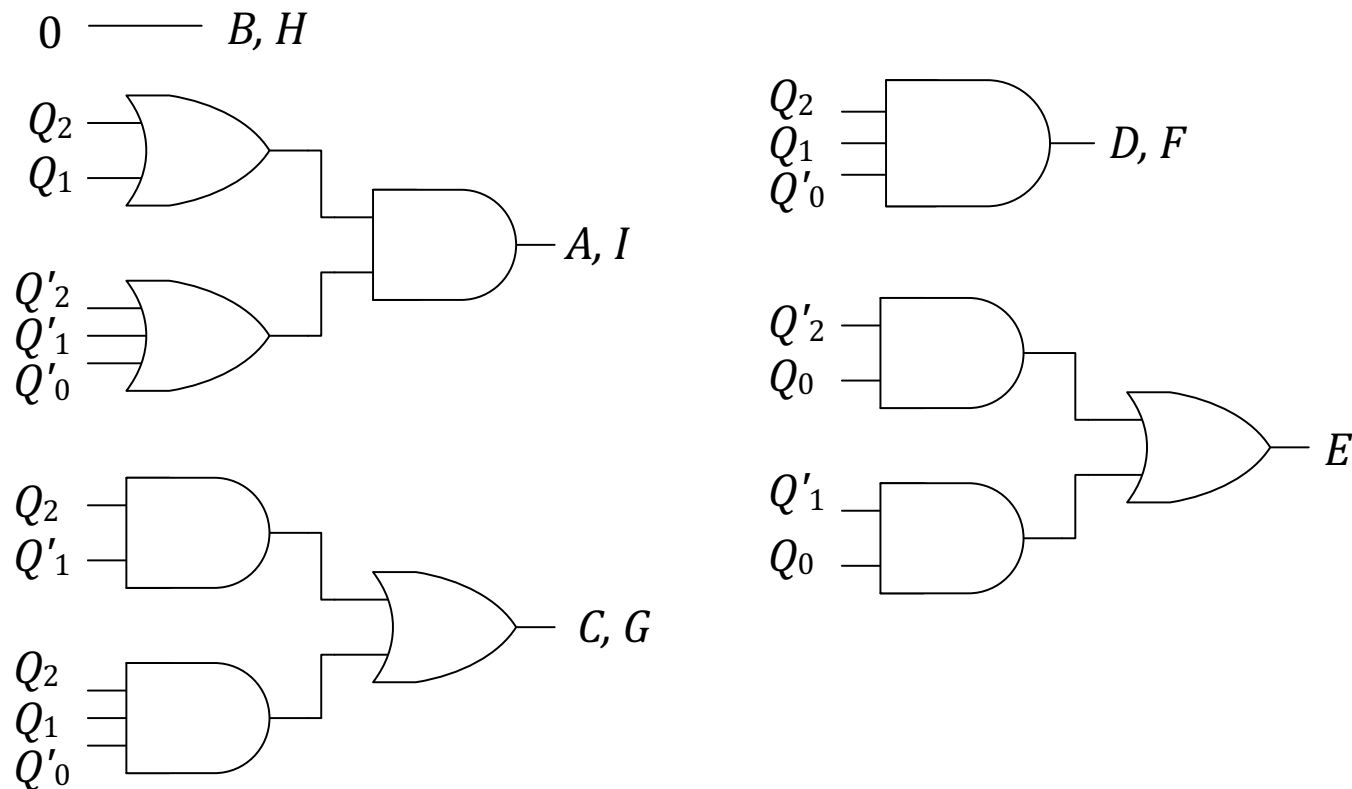 0 B, H
Q₂
Q₁
Q'₂
Q'₁
Q'₀
A, I
Q₂
Q'₁
Q₂
Q₁
Q'₀
C, G
Q₂
Q₁
Q'₀
D, F
Q'₂
Q₀
Q'₁
Q₀
E